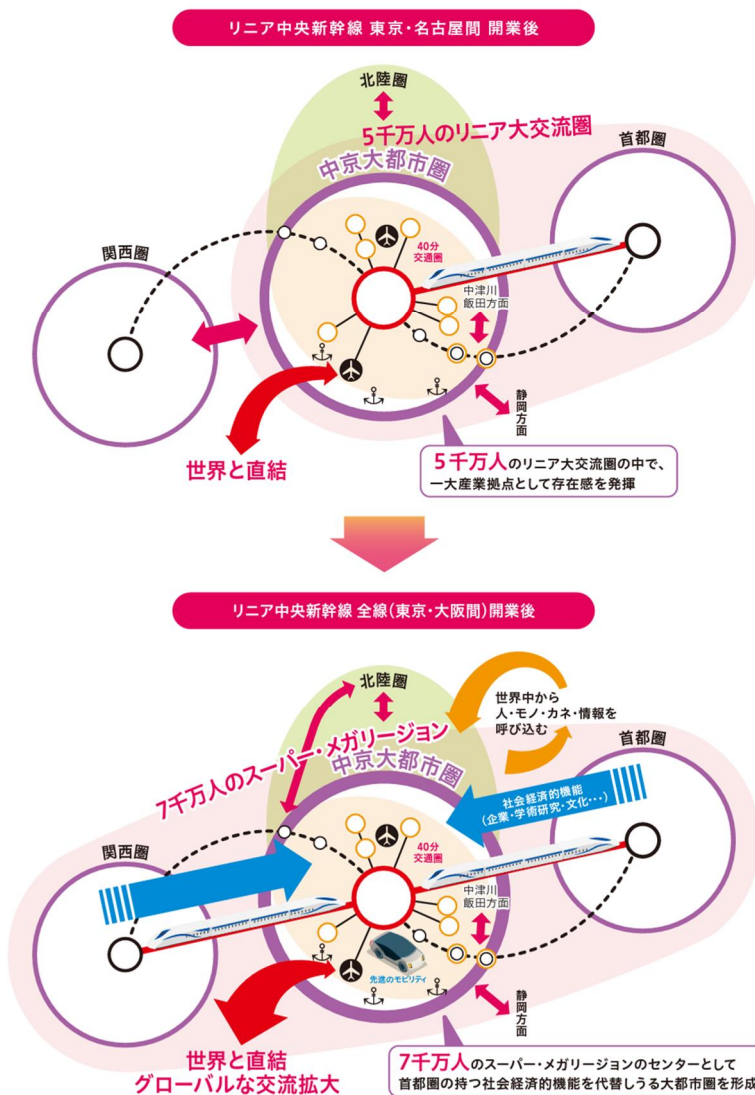 リニア中央新幹線 東京・名古屋間 開業後
北陸圏
5千万人のリニア大交流圏
中京大都市圏
首都圏
関西圏
40分
交通圏
中津川
飯田方面
静岡方面
世界と直結
5千万人のリニア大交流圏の中で、
一大産業拠点として存在感を発揮
リニア中央新幹線 全線(東京・大阪間)開業後
北陸圏
世界中から
人・モノ・カネ・情報を
呼び込む
7千万人のスーパー・メガリージョン
中京大都市圏
首都圏
社会経済的機能
(企業・学術研究・文化・・・)
関西圏
40分
交通圏
中津川
飯田方面
先進のモビリティ
静岡方面
世界と直結
グローバルな交流拡大
7千万人のスーパー・メガリージョンのセンターとして
首都圏の持つ社会経済的機能を代替しうる大都市圏を形成